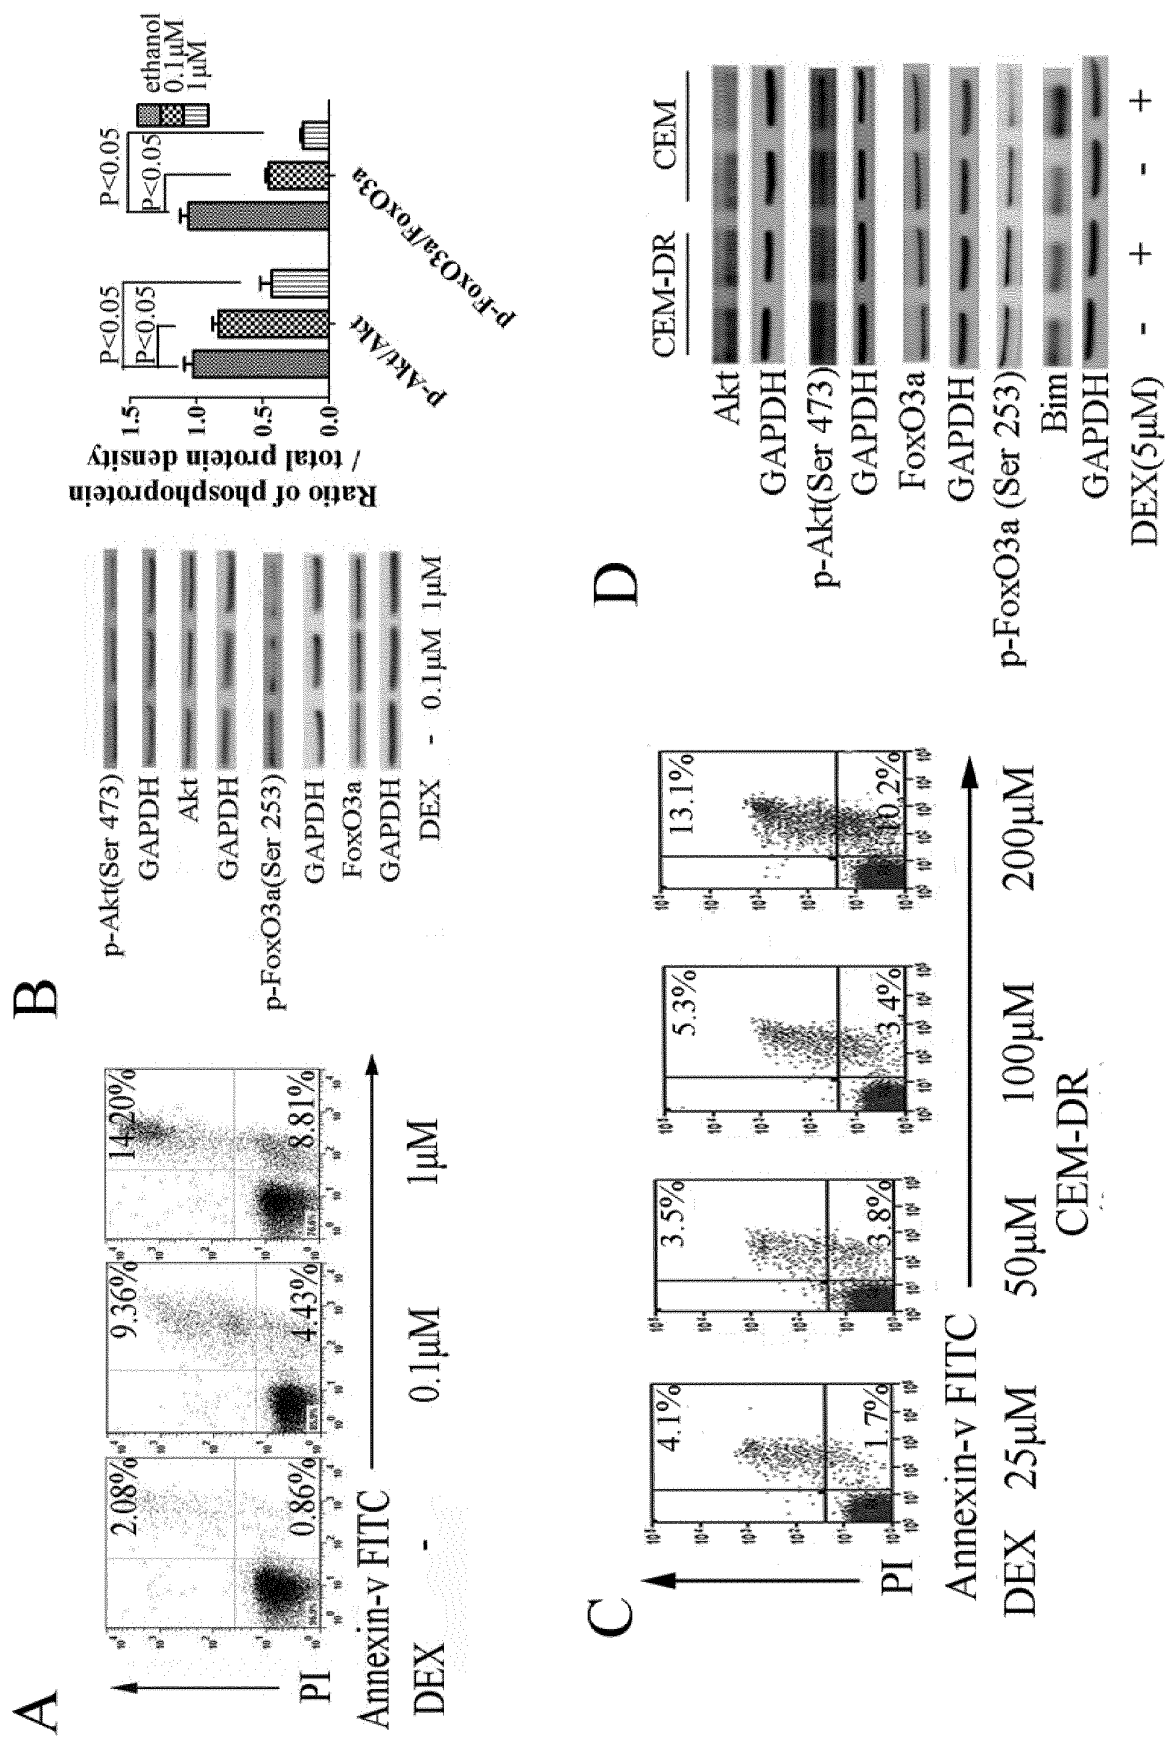 A
2.08%
0.86%
9.36%
4.43%
14.20%
8.81%
PI
Annexin-v FITC
DEX - 0.1µM 1µM
B
p-Akt(Ser 473)
GAPDH
Akt
GAPDH
p-FoxO3a(Ser 253)
GAPDH
FoxO3a
GAPDH
DEX - 0.1µM 1µM
Ratio of phosphoprotein
/ total protein density
1.5
1.0
0.5
0.0
P<0.05
P<0.05
P<0.05
P<0.05
ethanol
0.1µM
1µM
p-Akt/Akt
p-FoxO3a/FoxO3a
C
4.1%
1.7%
3.5%
3.8%
5.3%
3.4%
13.1%
10.2%
PI
Annexin-v FITC
DEX 25µM 50µM 100µM 200µM
CEM-DR
D
CEM-DR CEM
Akt
GAPDH
p-Akt(Ser 473)
GAPDH
FoxO3a
GAPDH
p-FoxO3a (Ser 253)
Bim
GAPDH
DEX(5µM) - + - +